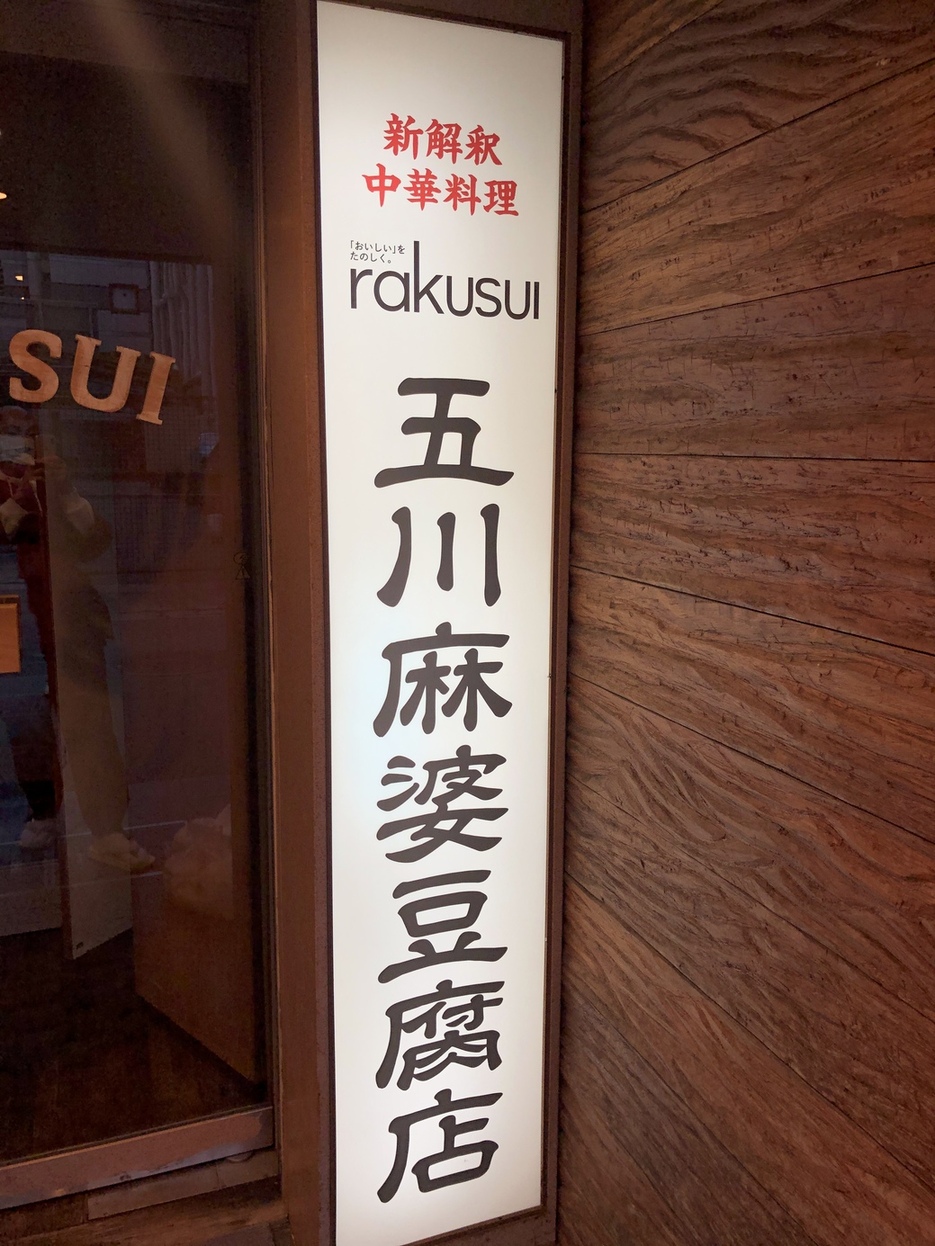 新解釈
中華料理
「おいしい」を
たのしく。
rakusui
五川麻婆豆腐店
SUI